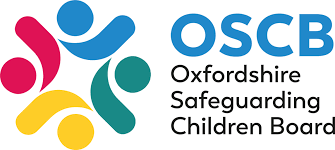 OSCB
Oxfordshire
Safeguarding
Children Board